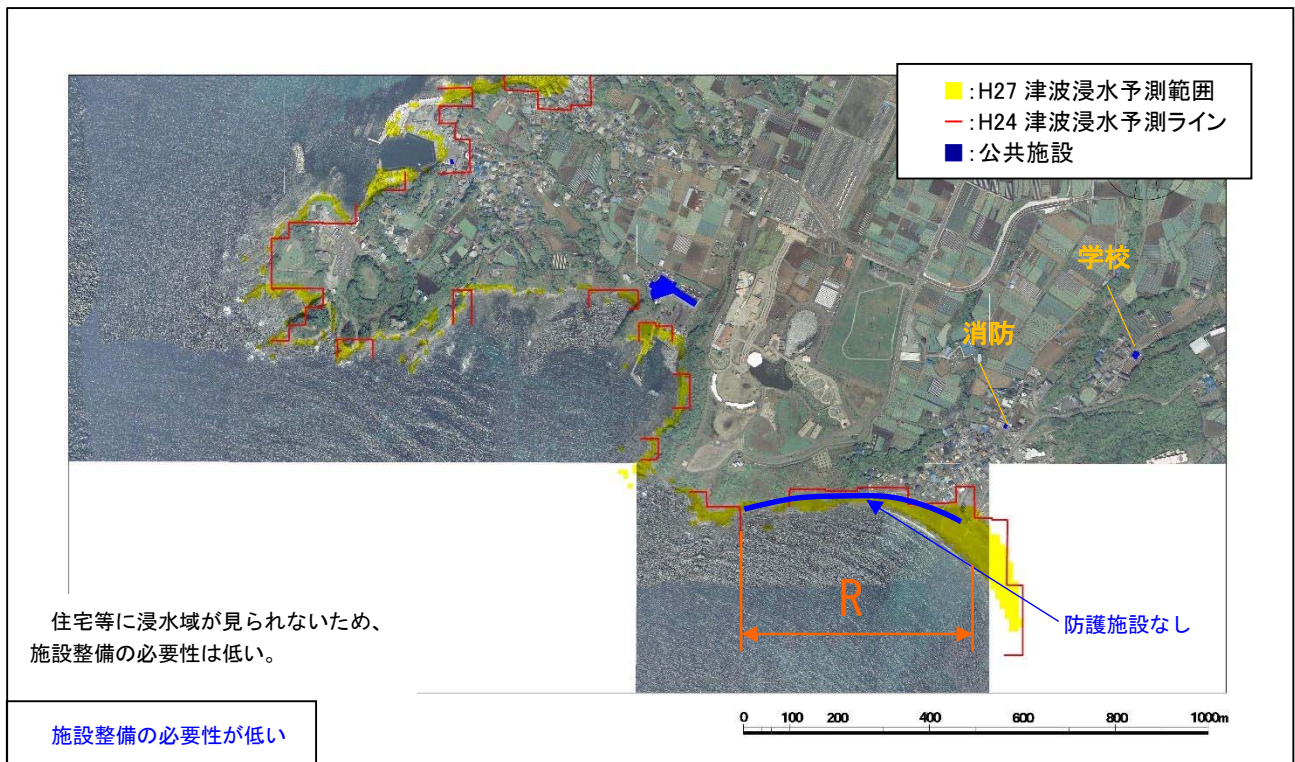 ■：H27 津波浸水予測範囲
－：H24 津波浸水予測ライン
■：公共施設
学校
消防
R
防護施設なし
住宅等に浸水域が見られないため、
施設整備の必要性は低い。
施設整備の必要性が低い
0 100 200 400 600 800 1000m